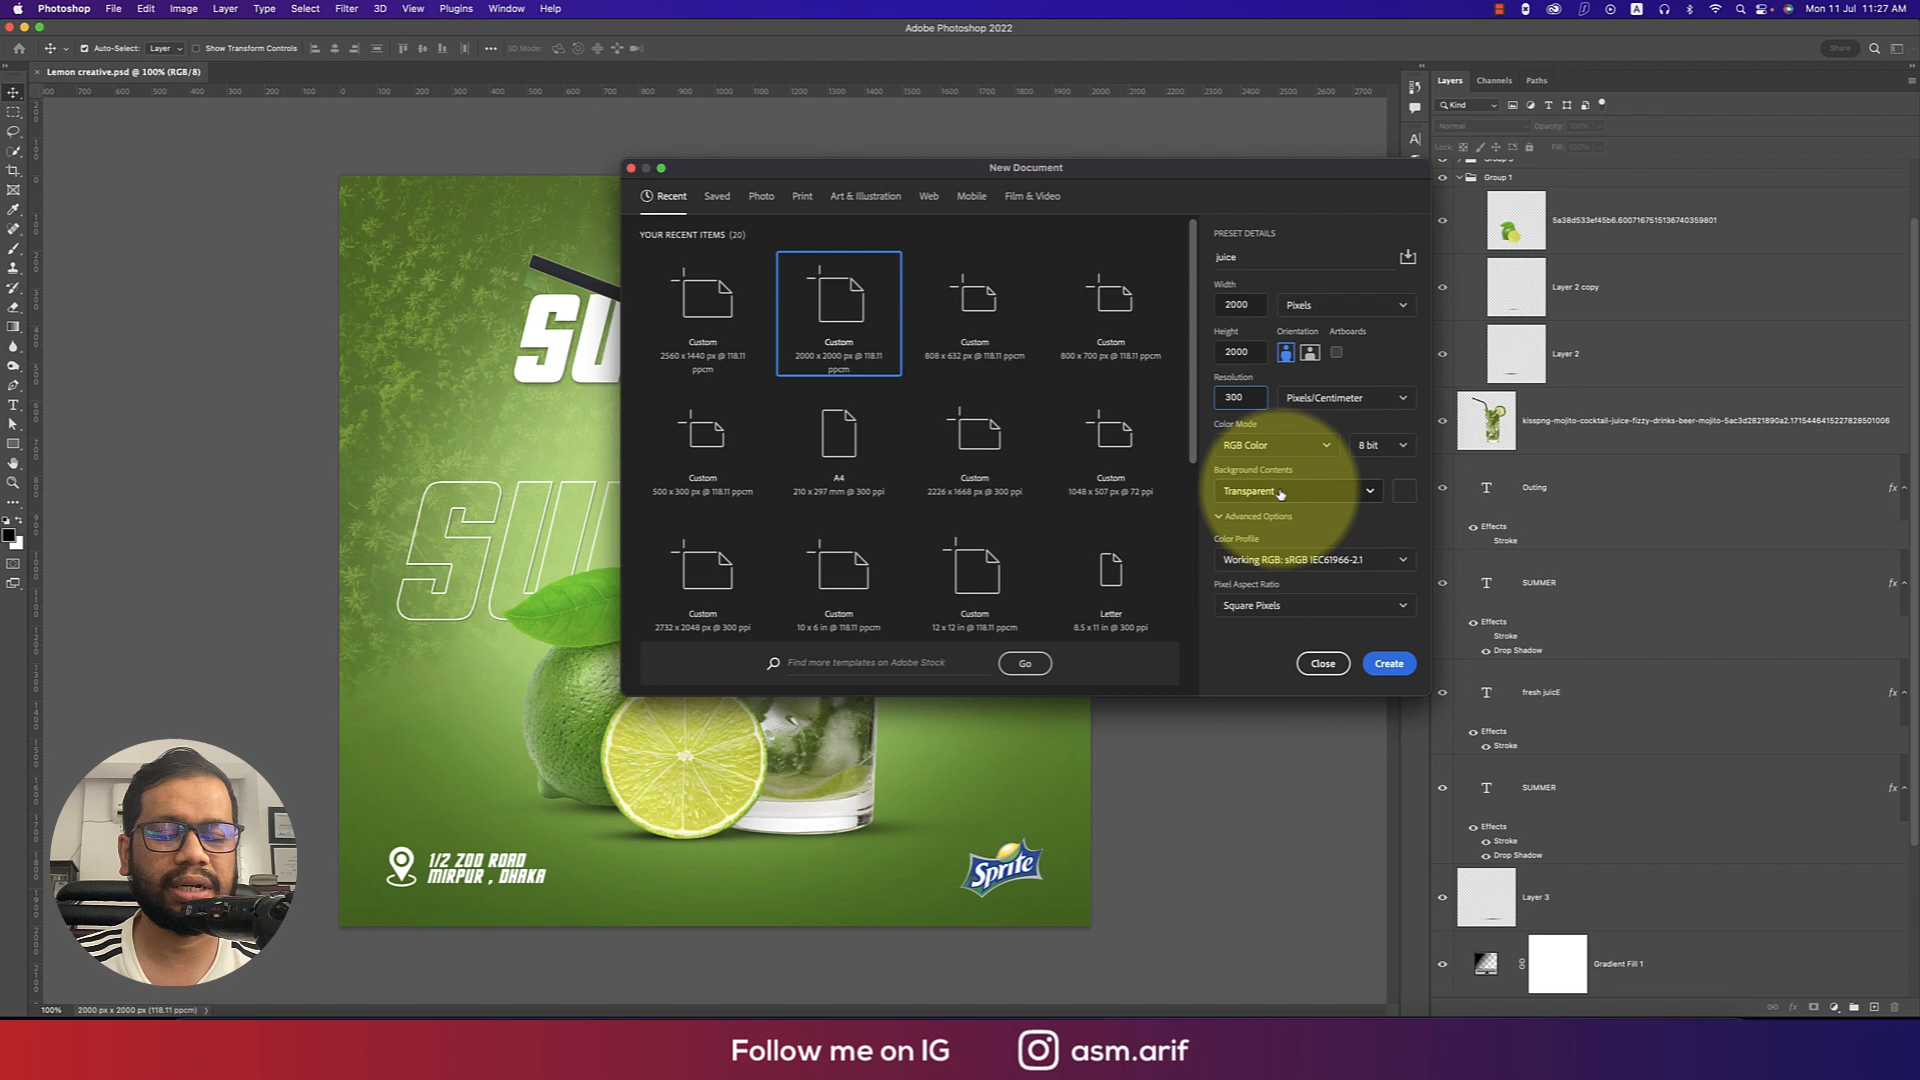 Photoshop File Edit Image Layer Type Select Filter 3D View Plugins Window Help
Mon 11 Jul 11:27 AM
Adobe Photoshop 2022
Auto-Select: Layer Show Transform Controls 3D Mode: Share
Lemon creative.psd @ 100% (RGB/8)
New Document
Recent Saved Photo Print Art & Illustration Web Mobile Film & Video
YOUR RECENT ITEMS (20)
Custom
2560 x 1440 px @ 118.11 ppcm
Custom
2000 x 2000 px @ 118.11 ppcm
Custom
808 x 632 px @ 118.11 ppcm
Custom
800 x 700 px @ 118.11 ppcm
Custom
500 x 300 px @ 118.11 ppcm
A4
210 x 297 mm @ 300 ppi
Custom
2226 x 1668 px @ 300 ppi
Custom
1048 x 507 px @ 72 ppi
Custom
2732 x 2048 px @ 300 ppi
Custom
10 x 6 in @ 118.11 ppcm
Custom
12 x 12 in @ 118.11 ppcm
Letter
8.5 x 11 in @ 300 ppi
Find more templates on Adobe Stock
Go
PRESET DETAILS
juice
Width
2000 Pixels
Height Orientation Artboards
2000
Resolution
300 Pixels/Centimeter
Color Mode
RGB Color 8 bit
Background Contents
Transparent
Advanced Options
Color Profile
Working RGB: sRGB IEC61966-2.1
Pixel Aspect Ratio
Square Pixels
Close Create
SU
SU
1/2 ZOO ROAD
MIRPUR , DHAKA
Sprite
Layers Channels Paths
Kind
Normal Opacity: 100%
Lock: Fill: 100%
Group 1
5a38d533ef45b6.6007167515136740359801
Layer 2 copy
Layer 2
kisspng-mojito-cocktail-juice-fizzy-drinks-beer-mojito-5ac3d2821890a2.1715446415227828501006
Outing
Effects
Stroke
SUMMER
Effects
Stroke
Drop Shadow
fresh juicE
Effects
Stroke
SUMMER
Effects
Stroke
Drop Shadow
Layer 3
Gradient Fill 1
100% 2000 px x 2000 px (118.11 ppcm)
Follow me on IG asm.arif